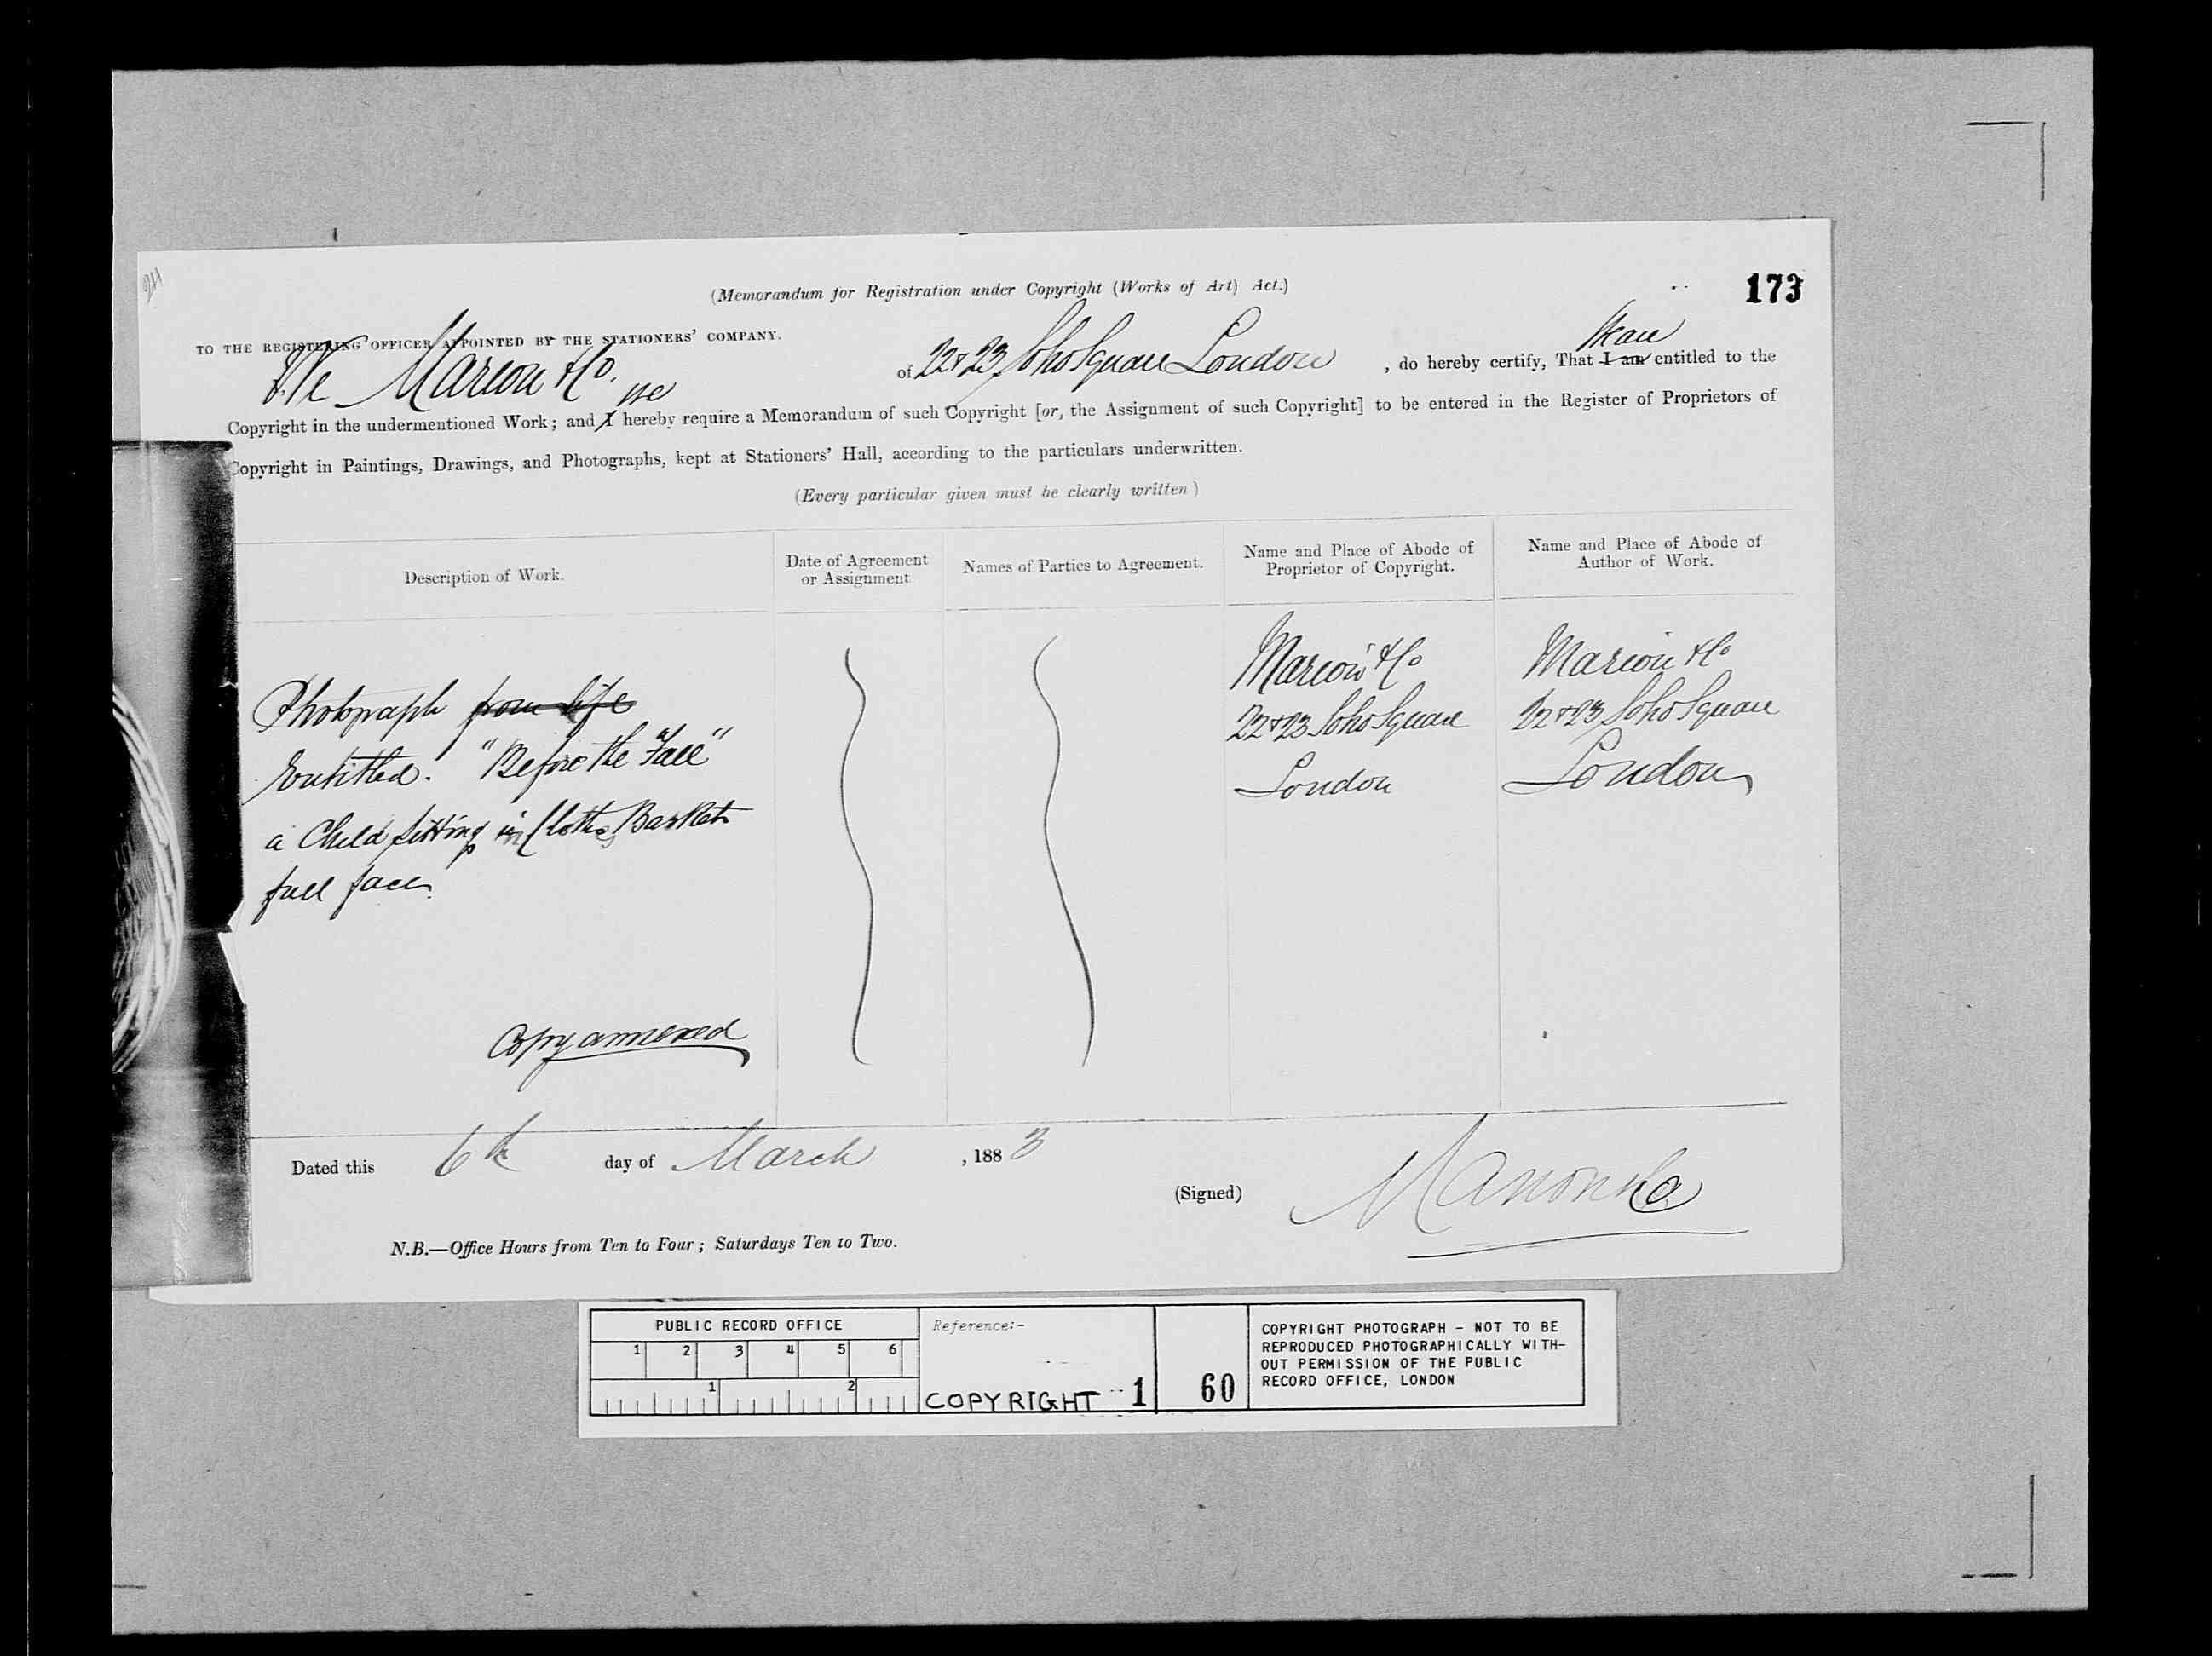 (Memorandum for Registration under Copyright (Works of Art) Act.)
173
TO THE REGISTERING OFFICER APPOINTED BY THE STATIONERS' COMPANY.
We Marion & Co. of 22 & 23 Soho Square London, do hereby certify, That I am We are entitled to the
Copyright in the undermentioned Work; and I we hereby require a Memorandum of such Copyright [or, the Assignment of such Copyright] to be entered in the Register of Proprietors of
Copyright in Paintings, Drawings, and Photographs, kept at Stationers' Hall, according to the particulars underwritten.
(Every particular given must be clearly written)
Description of Work.
Date of Agreement
or Assignment
Names of Parties to Agreement.
Name and Place of Abode of
Proprietor of Copyright.
Name and Place of Abode of
Author of Work.
Photograph from life
Entitled. "Before the "Fall"
a Child sitting in Cloths Basket
full face.
Copy annexed
Marion & Co
22 & 23 Soho Square
London
Marion & Co
22 & 23 Soho Square
London
Dated this 6th day of March, 1883
(Signed) Marion & Co
N.B.—Office Hours from Ten to Four; Saturdays Ten to Two.
PUBLIC RECORD OFFICE
1 2 3 4 5 6
1 2
Reference:-
COPYRIGHT 1
60
COPYRIGHT PHOTOGRAPH - NOT TO BE
REPRODUCED PHOTOGRAPHICALLY WITH-
OUT PERMISSION OF THE PUBLIC
RECORD OFFICE, LONDON